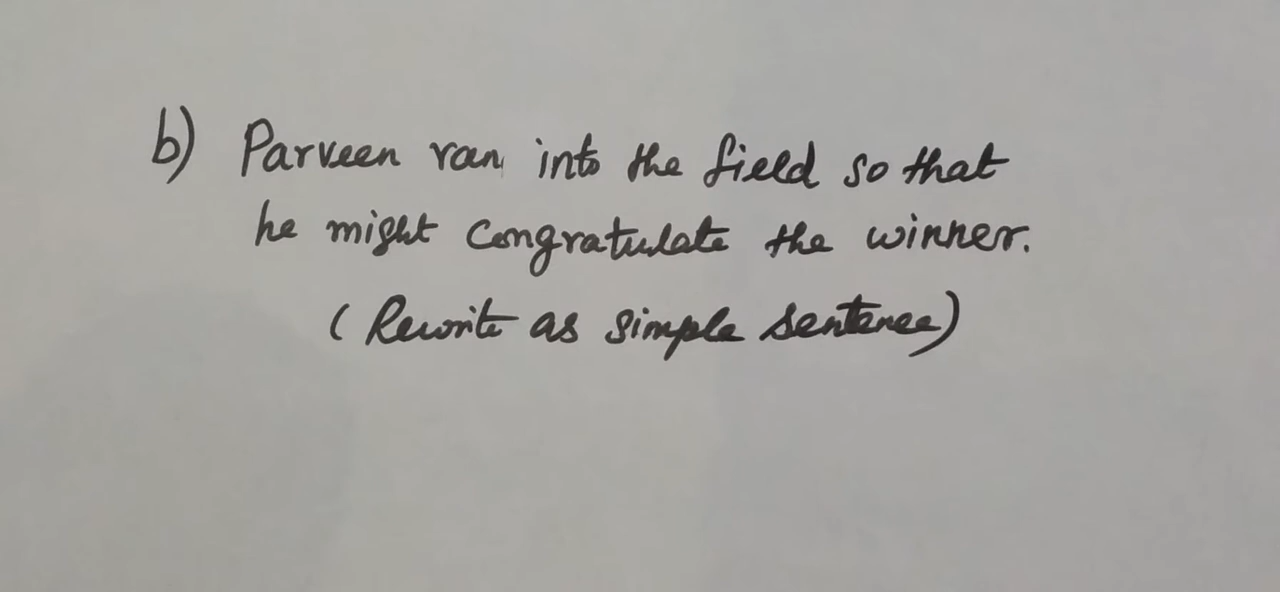 b) Parveen ran into the field so that
he might congratulate the winner.
(Rewrite as simple sentence)